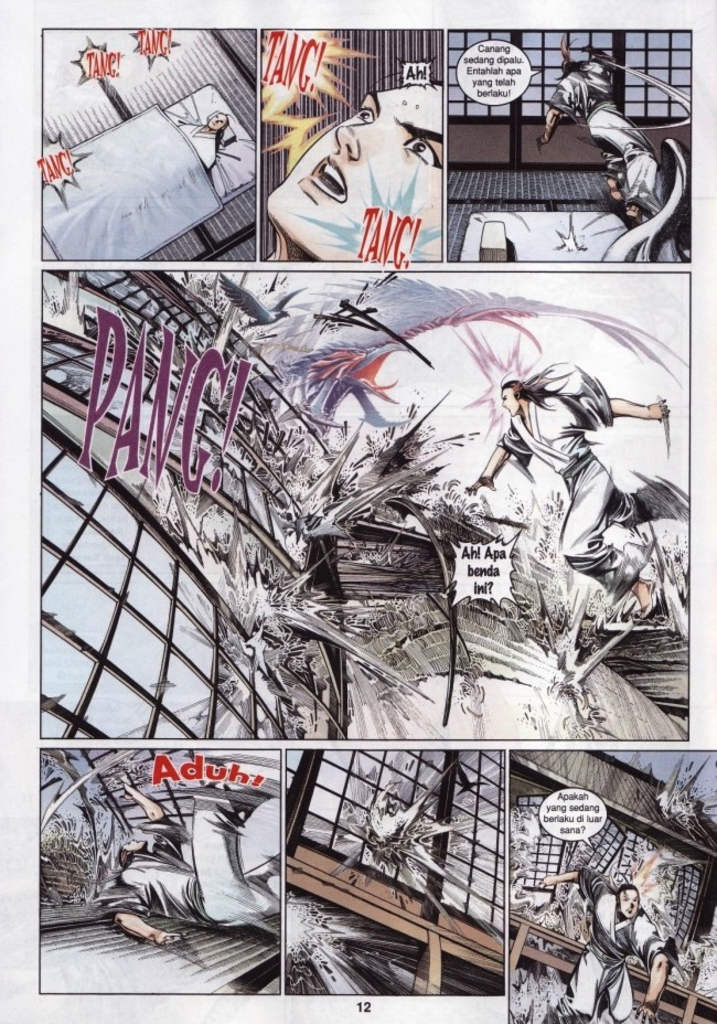 TANG!
TANG!
TANG!
TANG!
Ah!
TANG!
Canang
sedang dipalu.
Entahlah apa
yang telah
berlaku!
PANG!
Ah! Apa
benda
ini?
Aduh!
Apakah
yang sedang
berlaku di luar
sana?
12